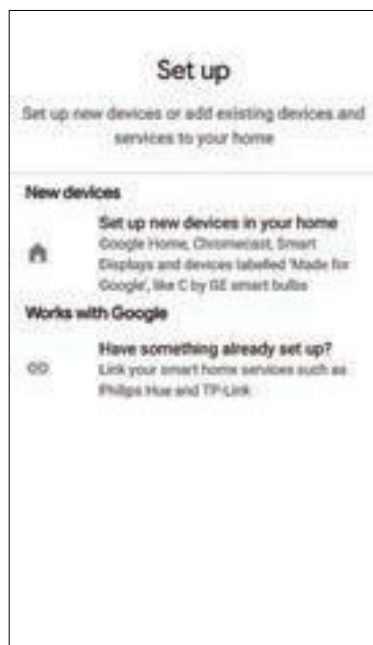 Set up
Set up new devices or add existing devices and
services to your home
New devices
Set up new devices in your home
Google Home, Chromecast, Smart
Displays and devices labelled 'Made for
Google', like C by GE smart bulbs
Works with Google
Have something already set up?
Link your smart home services such as
Philips Hue and TP-Link